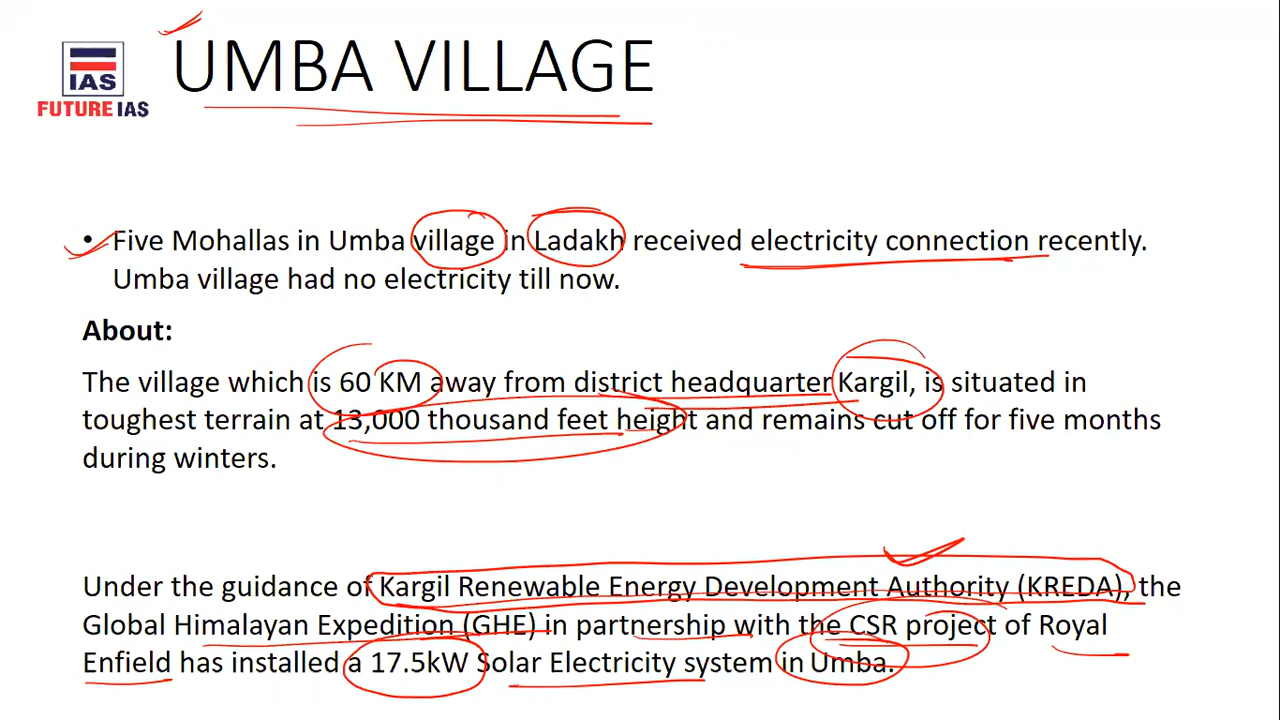 UMBA VILLAGE
IAS
FUTURE IAS
• Five Mohallas in Umba village in Ladakh received electricity connection recently.
Umba village had no electricity till now.
About:
The village which is 60 KM away from district headquarter Kargil, is situated in
toughest terrain at 13,000 thousand feet height and remains cut off for five months
during winters.
Under the guidance of Kargil Renewable Energy Development Authority (KREDA), the
Global Himalayan Expedition (GHE) in partnership with the CSR project of Royal
Enfield has installed a 17.5kW Solar Electricity system in Umba.